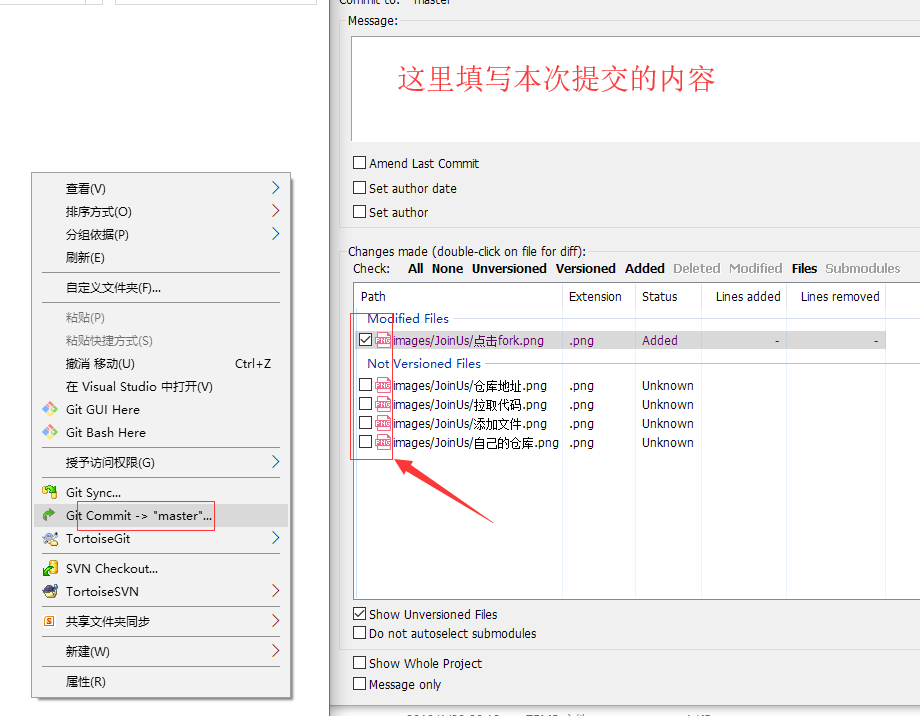 查看(V)
排序方式(O)
分组依据(P)
刷新(E)
自定义文件夹(F)...
粘贴(P)
粘贴快捷方式(S)
撤消 移动(U) Ctrl+Z
在 Visual Studio 中打开(V)
Git GUI Here
Git Bash Here
授予访问权限(G)
Git Sync...
Git Commit -> "master"...
TortoiseGit
SVN Checkout...
TortoiseSVN
共享文件夹同步
新建(W)
属性(R)
Commit to: master
Message:
这里填写本次提交的内容
Amend Last Commit
Set author date
Set author
Changes made (double-click on file for diff):
Check: All None Unversioned Versioned Added Deleted Modified Files Submodules
Path Extension Status Lines added Lines removed
Modified Files
images/JoinUs/点击fork.png .png Added - -
Not Versioned Files
images/JoinUs/仓库地址.png .png Unknown
images/JoinUs/拉取代码.png .png Unknown
images/JoinUs/添加文件.png .png Unknown
images/JoinUs/自己的仓库.png .png Unknown
Show Unversioned Files
Do not autoselect submodules
Show Whole Project
Message only